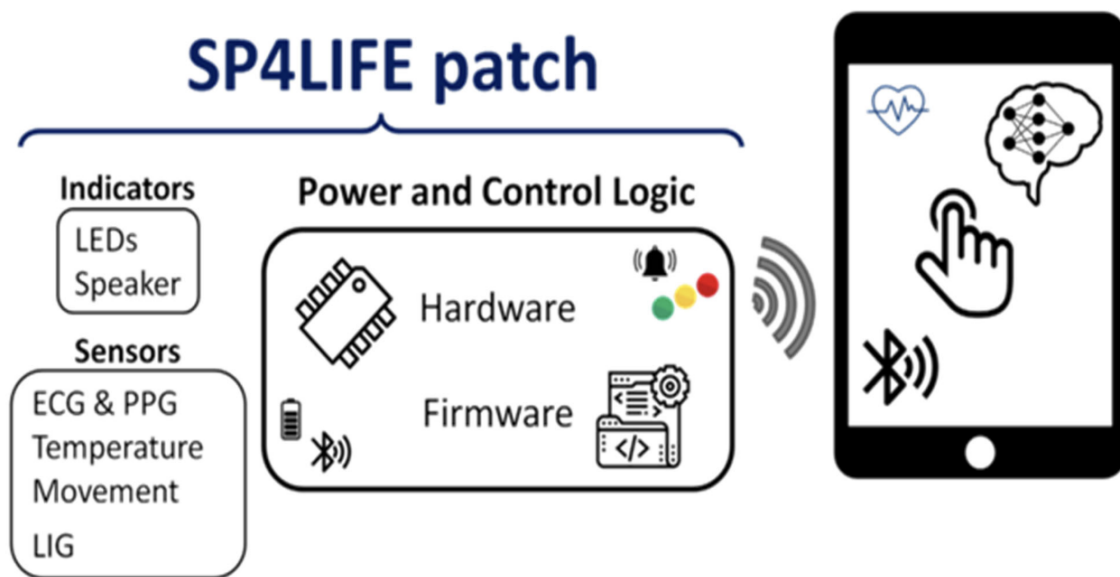 SP4LIFE patch
Indicators
LEDs
Speaker
Sensors
ECG & PPG
Temperature
Movement
LIG
Power and Control Logic
Hardware
Firmware